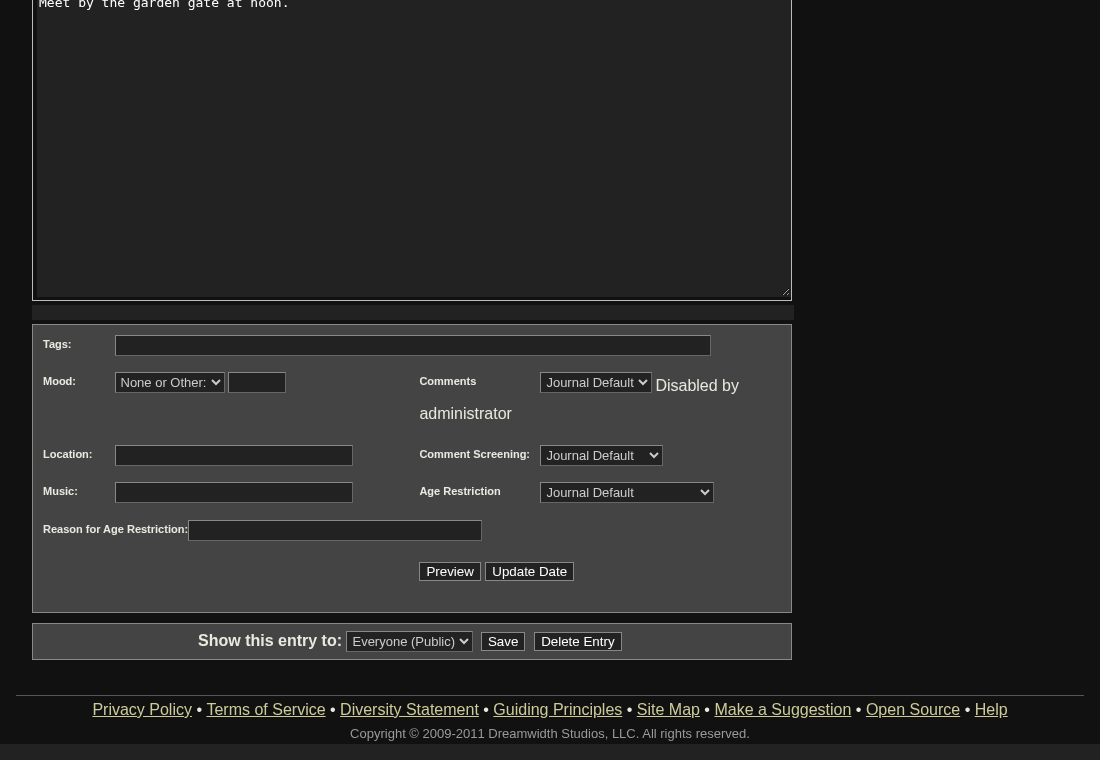 Meet by the garden gate at noon.
Tags:
Mood: None or Other: Comments Journal Default Disabled by administrator
Location: Comment Screening: Journal Default
Music: Age Restriction Journal Default
Reason for Age Restriction:
Preview Update Date
Show this entry to: Everyone (Public) Save Delete Entry
Privacy Policy • Terms of Service • Diversity Statement • Guiding Principles • Site Map • Make a Suggestion • Open Source • Help
Copyright © 2009-2011 Dreamwidth Studios, LLC. All rights reserved.